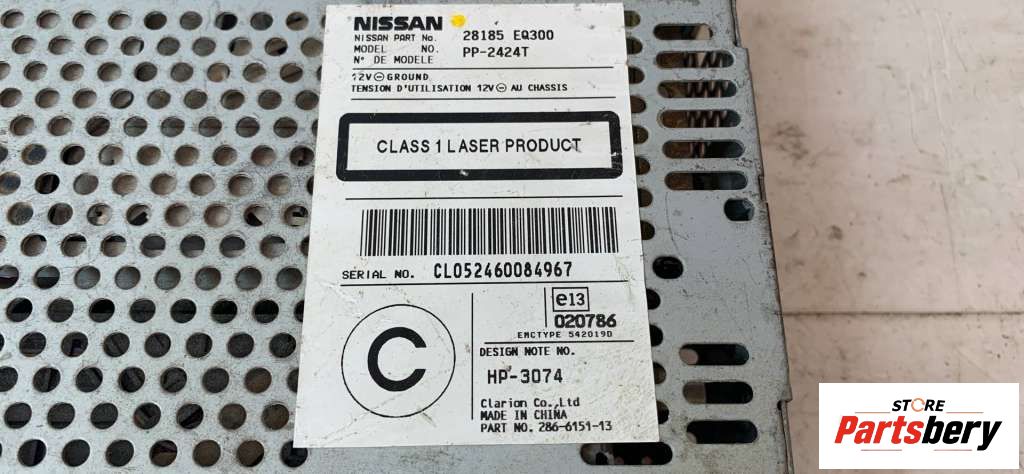 NISSAN
NISSAN PART No. 28185 EQ300
MODEL NO. PP-2424T
N° DE MODELE
12V⊖GROUND
TENSION D'UTILISATION 12V⊖ AU CHASSIS
CLASS 1 LASER PRODUCT
SERIAL NO. CL052460084967
C
e13
020786
EMCTYPE 542019D
DESIGN NOTE NO.
HP-3074
Clarion Co.,Ltd
MADE IN CHINA
PART NO. 286-6151-13
STORE
Partsbery